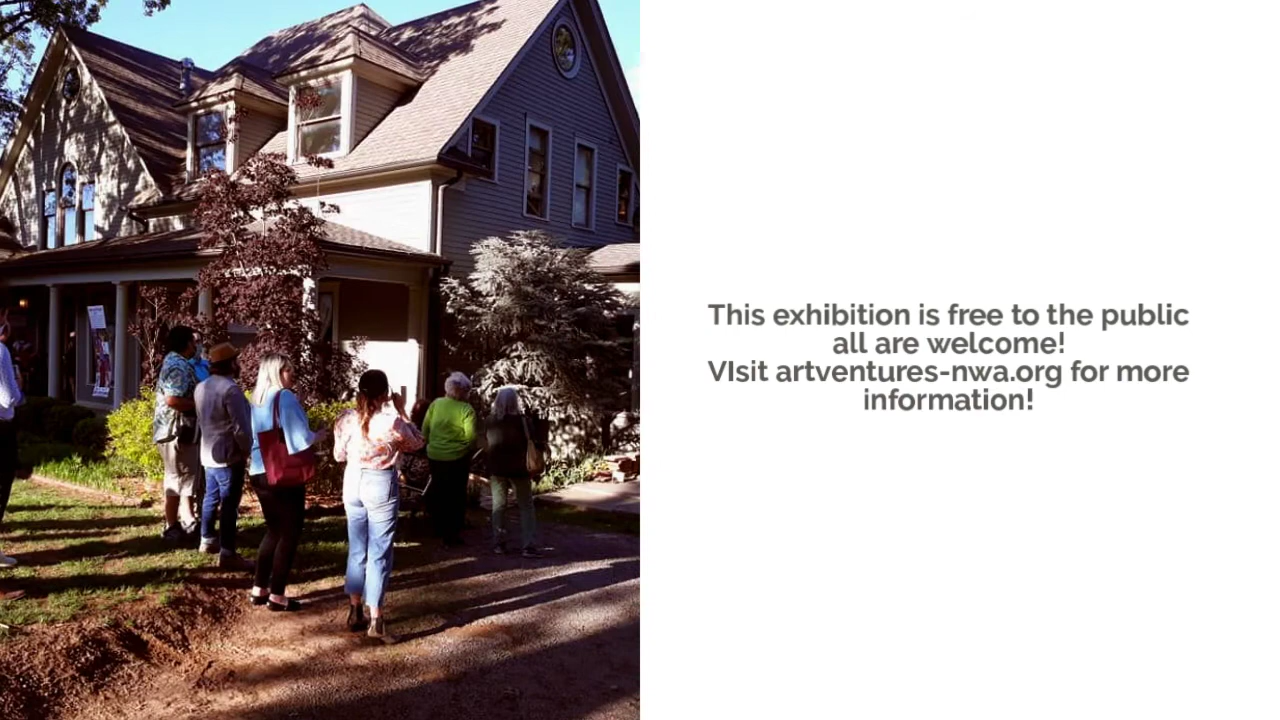 This exhibition is free to the public
all are welcome!
VIsit artventures-nwa.org for more
information!